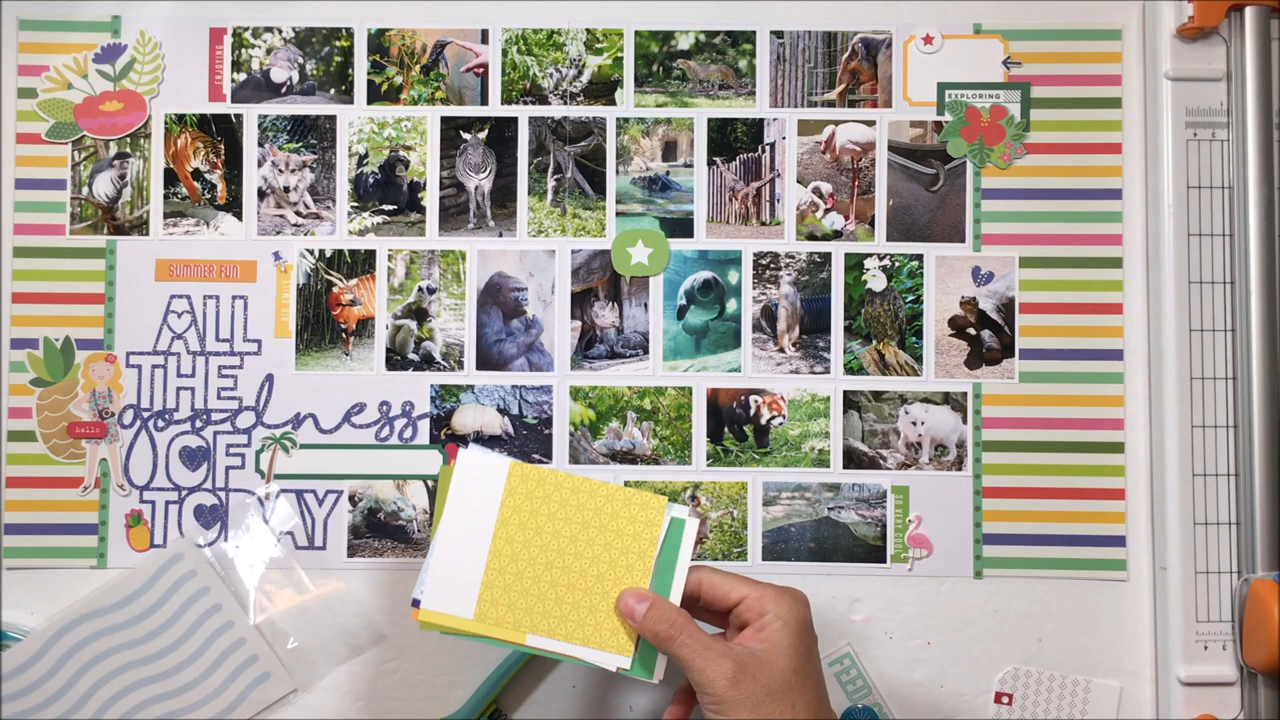 ENJOYING
EXPLORING
SUMMER FUN
ALL
THE
goodness
OF
TODAY
hello
SO VERY COOL
FEED